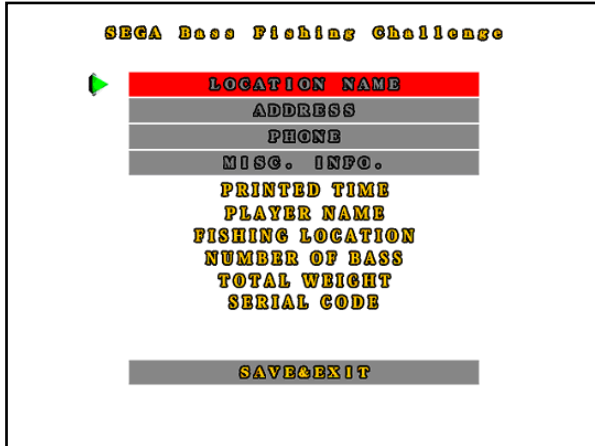 SEGA Bass Fishing Challenge
LOCATION NAME
ADDRESS
PHONE
MISC. INFO.
PRINTED TIME
PLAYER NAME
FISHING LOCATION
NUMBER OF BASS
TOTAL WEIGHT
SERIAL CODE
SAVE&EXIT